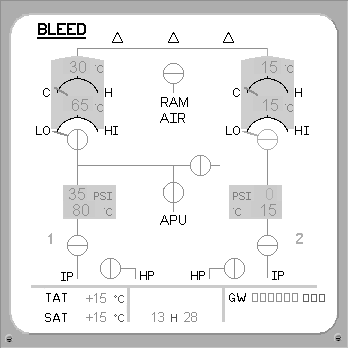 BLEED
30 °C
15 °C
C H
C H
65 °C
15 °C
RAM
AIR
LO HI
LO HI
35 PSI
80 °C
PSI 0
°C 15
APU
1
2
IP HP
HP IP
TAT +15 °C
GW
SAT +15 °C
13 H 28